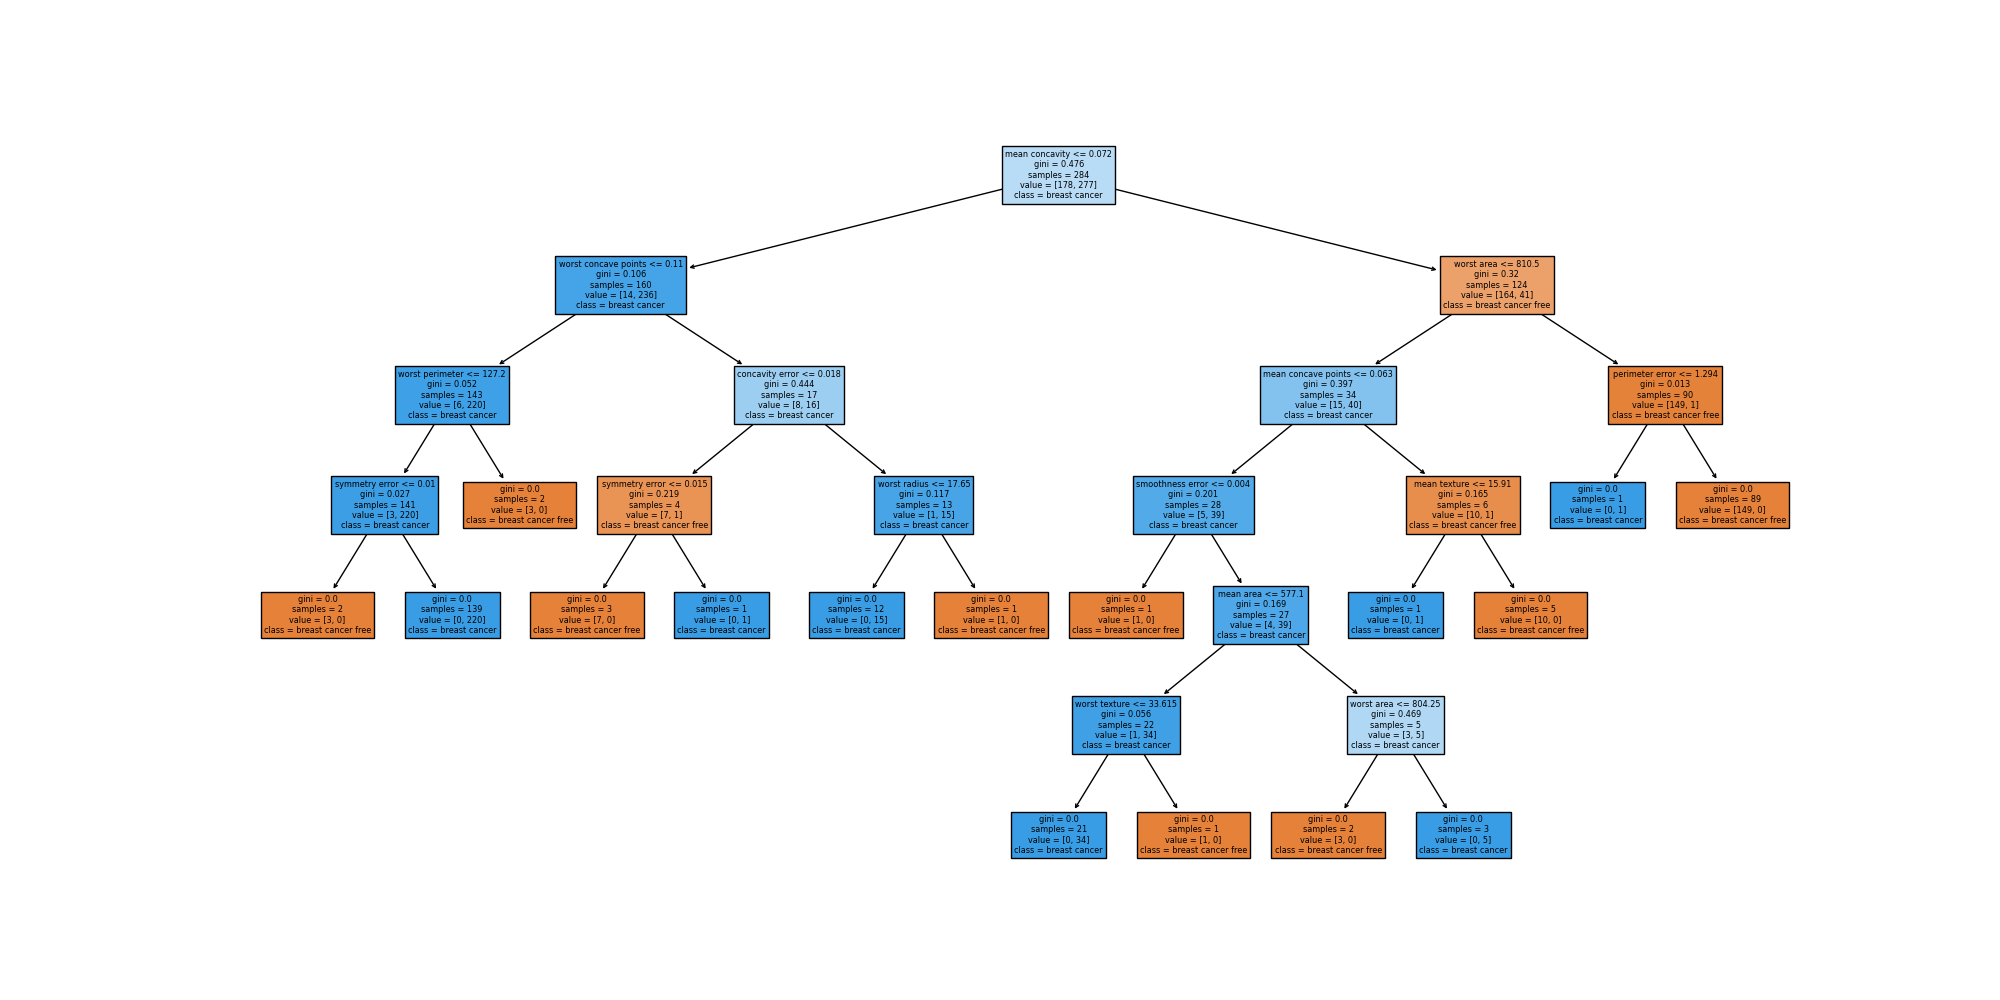 mean concavity <= 0.072
gini = 0.476
samples = 284
value = [178, 277]
class = breast cancer
worst concave points <= 0.11
gini = 0.106
samples = 160
value = [14, 236]
class = breast cancer
worst area <= 810.5
gini = 0.32
samples = 124
value = [164, 41]
class = breast cancer free
worst perimeter <= 127.2
gini = 0.052
samples = 143
value = [6, 220]
class = breast cancer
concavity error <= 0.018
gini = 0.444
samples = 17
value = [8, 16]
class = breast cancer
mean concave points <= 0.063
gini = 0.397
samples = 34
value = [15, 40]
class = breast cancer
perimeter error <= 1.294
gini = 0.013
samples = 90
value = [149, 1]
class = breast cancer free
symmetry error <= 0.01
gini = 0.027
samples = 141
value = [3, 220]
class = breast cancer
gini = 0.0
samples = 2
value = [3, 0]
class = breast cancer free
symmetry error <= 0.015
gini = 0.219
samples = 4
value = [7, 1]
class = breast cancer free
worst radius <= 17.65
gini = 0.117
samples = 13
value = [1, 15]
class = breast cancer
smoothness error <= 0.004
gini = 0.201
samples = 28
value = [5, 39]
class = breast cancer
mean texture <= 15.91
gini = 0.165
samples = 6
value = [10, 1]
class = breast cancer free
gini = 0.0
samples = 1
value = [0, 1]
class = breast cancer
gini = 0.0
samples = 89
value = [149, 0]
class = breast cancer free
gini = 0.0
samples = 2
value = [3, 0]
class = breast cancer free
gini = 0.0
samples = 139
value = [0, 220]
class = breast cancer
gini = 0.0
samples = 3
value = [7, 0]
class = breast cancer free
gini = 0.0
samples = 1
value = [0, 1]
class = breast cancer
gini = 0.0
samples = 12
value = [0, 15]
class = breast cancer
gini = 0.0
samples = 1
value = [1, 0]
class = breast cancer free
gini = 0.0
samples = 1
value = [1, 0]
class = breast cancer free
mean area <= 577.1
gini = 0.169
samples = 27
value = [4, 39]
class = breast cancer
gini = 0.0
samples = 1
value = [0, 1]
class = breast cancer
gini = 0.0
samples = 5
value = [10, 0]
class = breast cancer free
worst texture <= 33.615
gini = 0.056
samples = 22
value = [1, 34]
class = breast cancer
worst area <= 804.25
gini = 0.469
samples = 5
value = [3, 5]
class = breast cancer
gini = 0.0
samples = 21
value = [0, 34]
class = breast cancer
gini = 0.0
samples = 1
value = [1, 0]
class = breast cancer free
gini = 0.0
samples = 2
value = [3, 0]
class = breast cancer free
gini = 0.0
samples = 3
value = [0, 5]
class = breast cancer